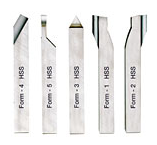 Form - 4 HSS
Form - 5 HSS
Form - 3 HSS
Form - 1 HSS
Form - 2 HSS